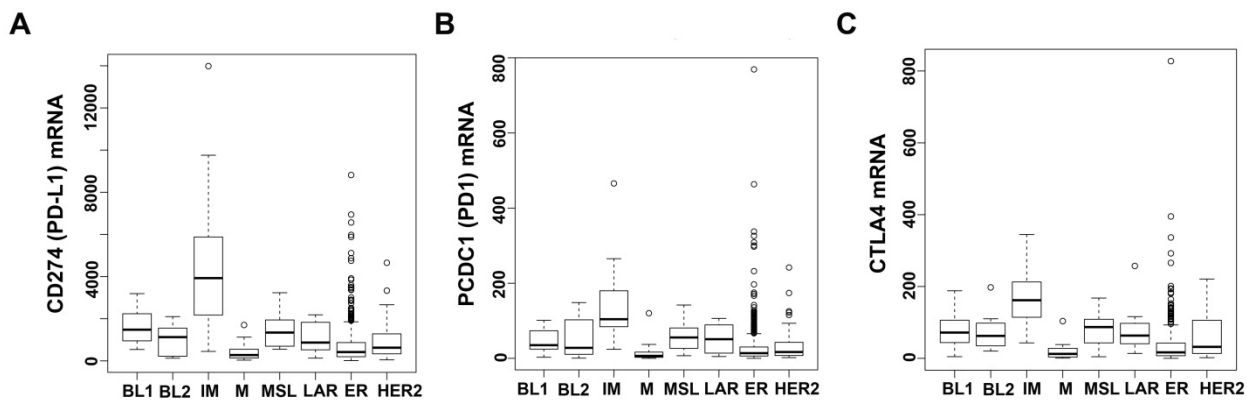 A
CD274 (PD-L1) mRNA
12000
8000
4000
0
BL1 BL2 IM M MSL LAR ER HER2
B
PCDC1 (PD1) mRNA
800
600
400
200
0
BL1 BL2 IM M MSL LAR ER HER2
C
CTLA4 mRNA
800
600
400
200
0
BL1 BL2 IM M MSL LAR ER HER2